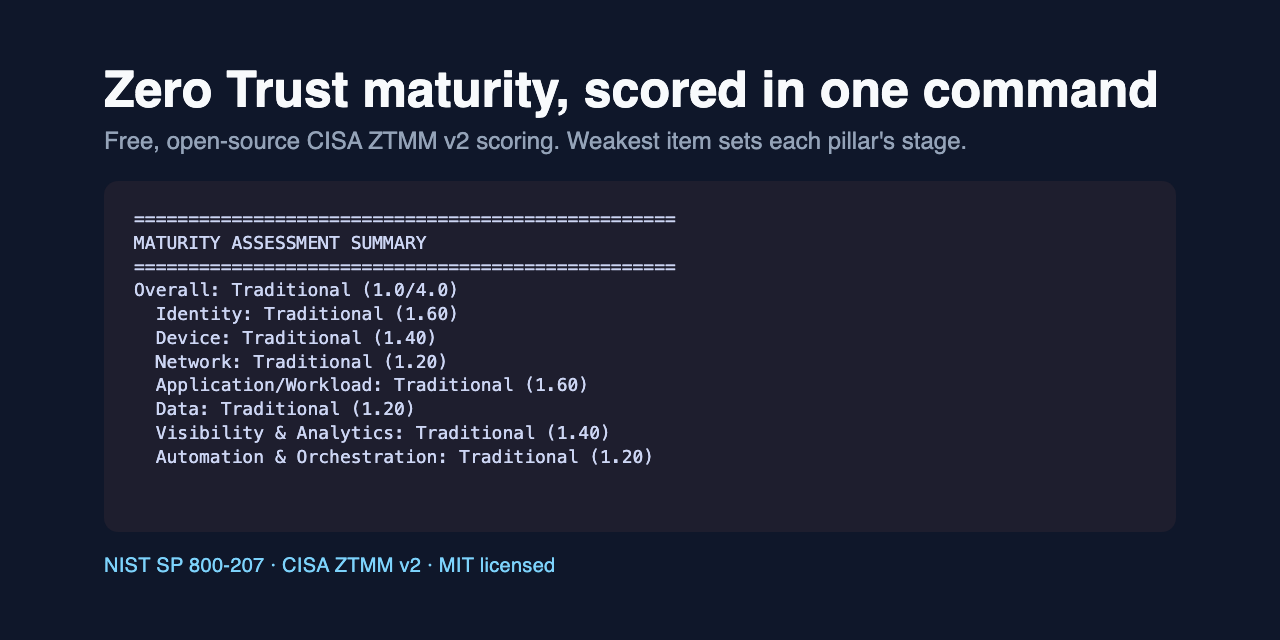 Zero Trust maturity, scored in one command
Free, open-source CISA ZTMM v2 scoring. Weakest item sets each pillar's stage.
==================================================
MATURITY ASSESSMENT SUMMARY
==================================================
Overall: Traditional (1.0/4.0)
  Identity: Traditional (1.60)
  Device: Traditional (1.40)
  Network: Traditional (1.20)
  Application/Workload: Traditional (1.60)
  Data: Traditional (1.20)
  Visibility & Analytics: Traditional (1.40)
  Automation & Orchestration: Traditional (1.20)
NIST SP 800-207 · CISA ZTMM v2 · MIT licensed